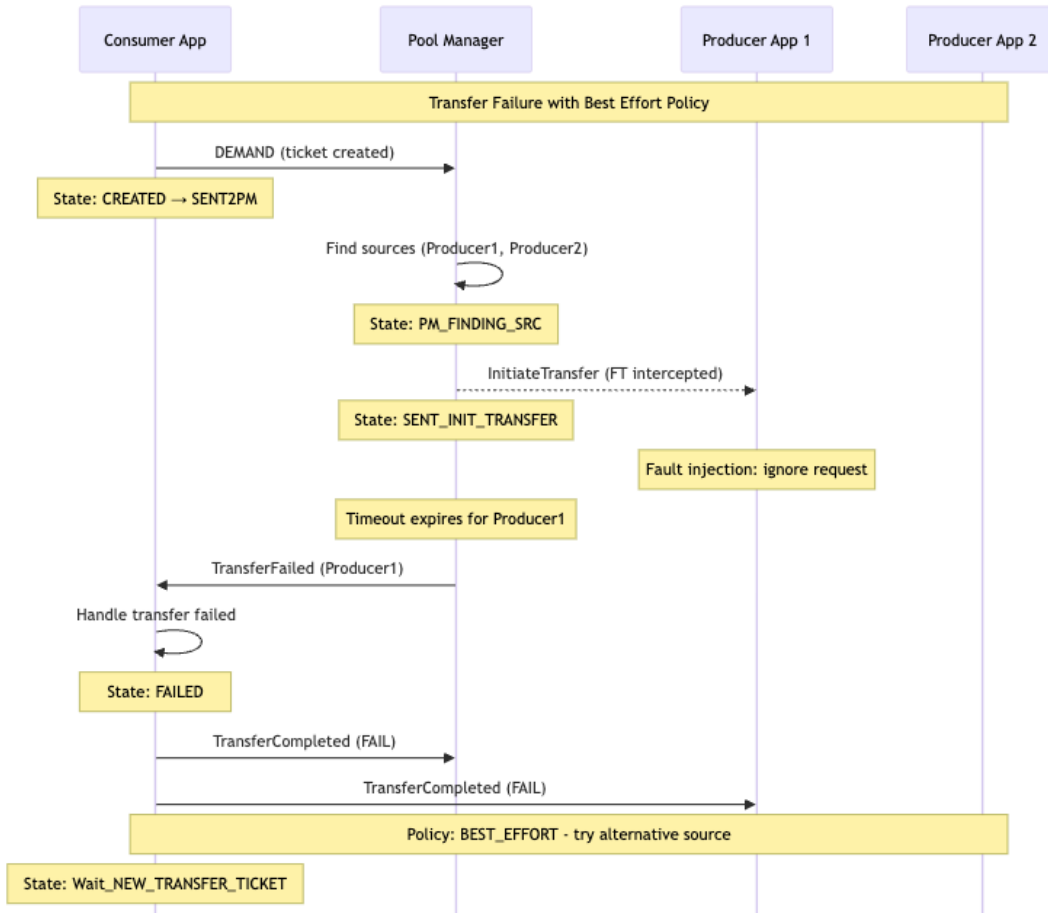 Consumer App
Pool Manager
Producer App 1
Producer App 2
Transfer Failure with Best Effort Policy
DEMAND (ticket created)
State: CREATED → SENT2PM
Find sources (Producer1, Producer2)
State: PM_FINDING_SRC
InitiateTransfer (FT intercepted)
State: SENT_INIT_TRANSFER
Fault injection: ignore request
Timeout expires for Producer1
TransferFailed (Producer1)
Handle transfer failed
State: FAILED
TransferCompleted (FAIL)
TransferCompleted (FAIL)
Policy: BEST_EFFORT - try alternative source
State: Wait_NEW_TRANSFER_TICKET